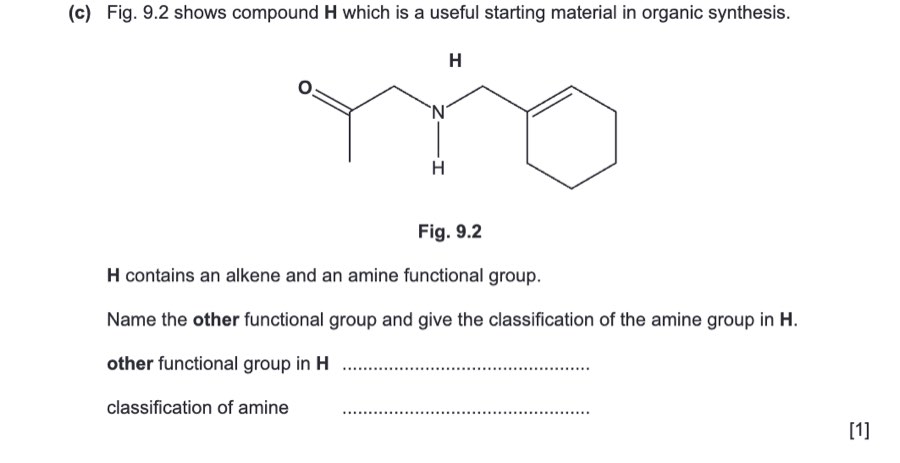 (c) Fig. 9.2 shows compound H which is a useful starting material in organic synthesis.
H
O
N
H
Fig. 9.2
H contains an alkene and an amine functional group.
Name the other functional group and give the classification of the amine group in H.
other functional group in H ..................................................
classification of amine ..................................................
[1]